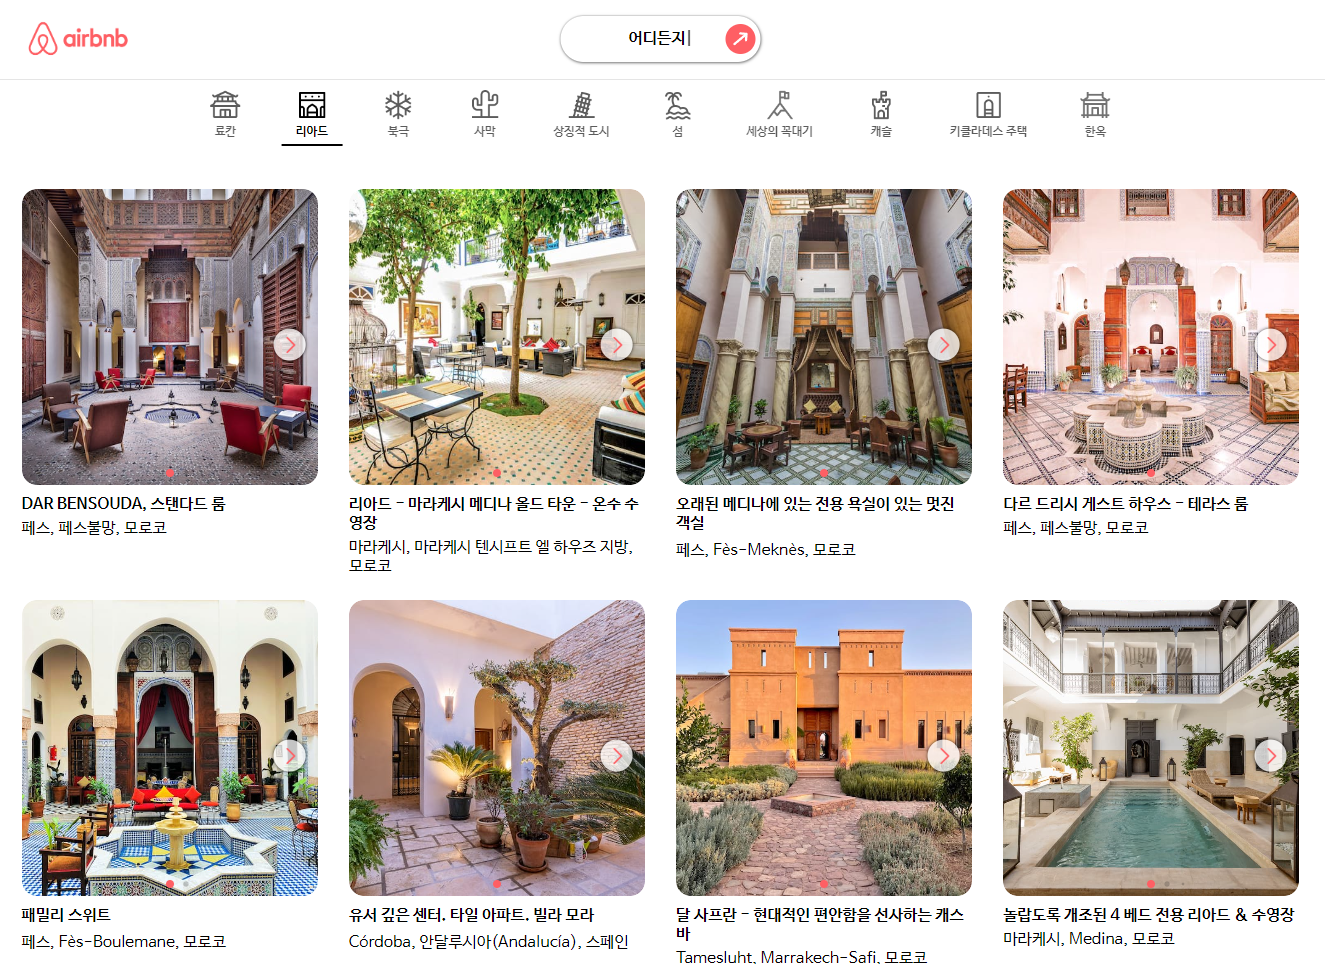 airbnb
어디든지
료칸
리아드
북극
사막
상징적 도시
섬
세상의 꼭대기
캐슬
키클라데스 주택
한옥
DAR BENSOUDA, 스탠다드 룸
페스, 페스불망, 모로코
리아드 - 마라케시 메디나 올드 타운 - 온수 수
영장
마라케시, 마라케시 텐시프트 엘 하우즈 지방,
모로코
오래된 메디나에 있는 전용 욕실이 있는 멋진
객실
페스, Fès-Meknès, 모로코
다르 드리시 게스트 하우스 - 테라스 룸
페스, 페스불망, 모로코
패밀리 스위트
페스, Fès-Boulemane, 모로코
유서 깊은 센터. 타일 아파트. 빌라 모라
Córdoba, 안달루시아(Andalucía), 스페인
달 사프란 - 현대적인 편안함을 선사하는 캐스
바
Tamesluht, Marrakech-Safi, 모로코
놀랍도록 개조된 4 베드 전용 리아드 & 수영장
마라케시, Medina, 모로코